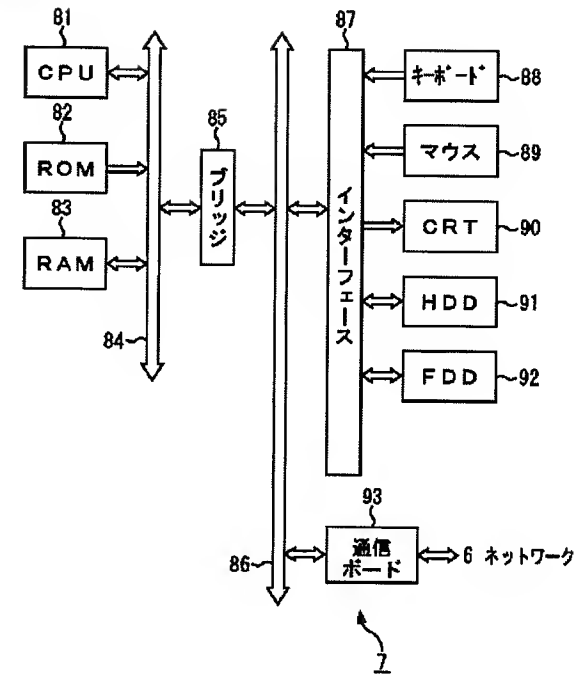 81
CPU
82
ROM
83
RAM
84
85
ブリッジ
86
87
インターフェース
キーボード
88
マウス
89
CRT
90
HDD
91
FDD
92
93
通信
ボード
6 ネットワーク
7